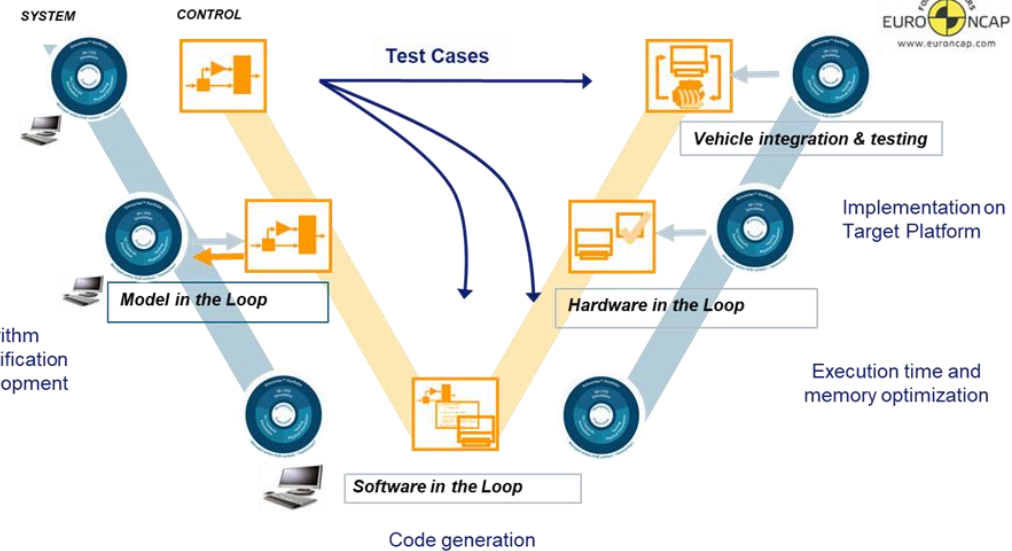 SYSTEM
CONTROL
EURO NCAP
www.euroncap.com
Test Cases
Vehicle integration & testing
Implementation on
Target Platform
Model in the Loop
Hardware in the Loop
rithm
ification
opment
Execution time and
memory optimization
Software in the Loop
Code generation